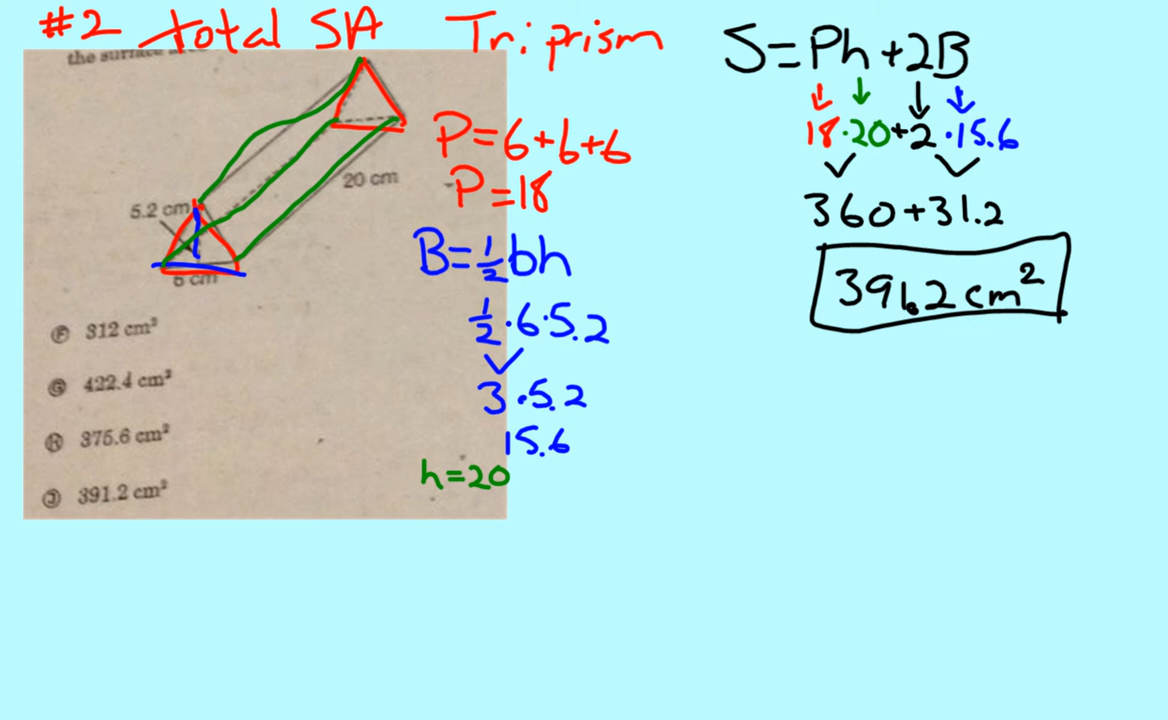 #2 total SA Tri prism
the surface
5.2 cm
20 cm
6 cm
Ⓕ 312 cm²
Ⓖ 422.4 cm²
Ⓗ 375.6 cm²
Ⓙ 391.2 cm²
P=6+6+6
P=18
B=½bh
½·6·5.2
3·5.2
15.6
h=20
S=Ph+2B
18·20+2·15.6
360+31.2
391.2 cm²